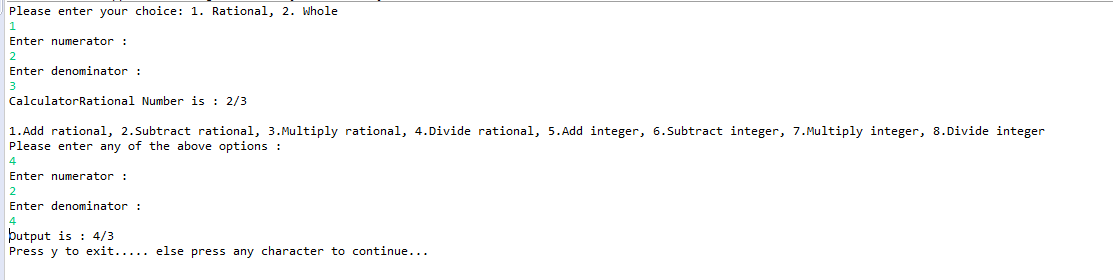 Please enter your choice: 1. Rational, 2. Whole
1
Enter numerator :
2
Enter denominator :
3
CalculatorRational Number is : 2/3
1.Add rational, 2.Subtract rational, 3.Multiply rational, 4.Divide rational, 5.Add integer, 6.Subtract integer, 7.Multiply integer, 8.Divide integer
Please enter any of the above options :
4
Enter numerator :
2
Enter denominator :
4
Output is : 4/3
Press y to exit..... else press any character to continue...